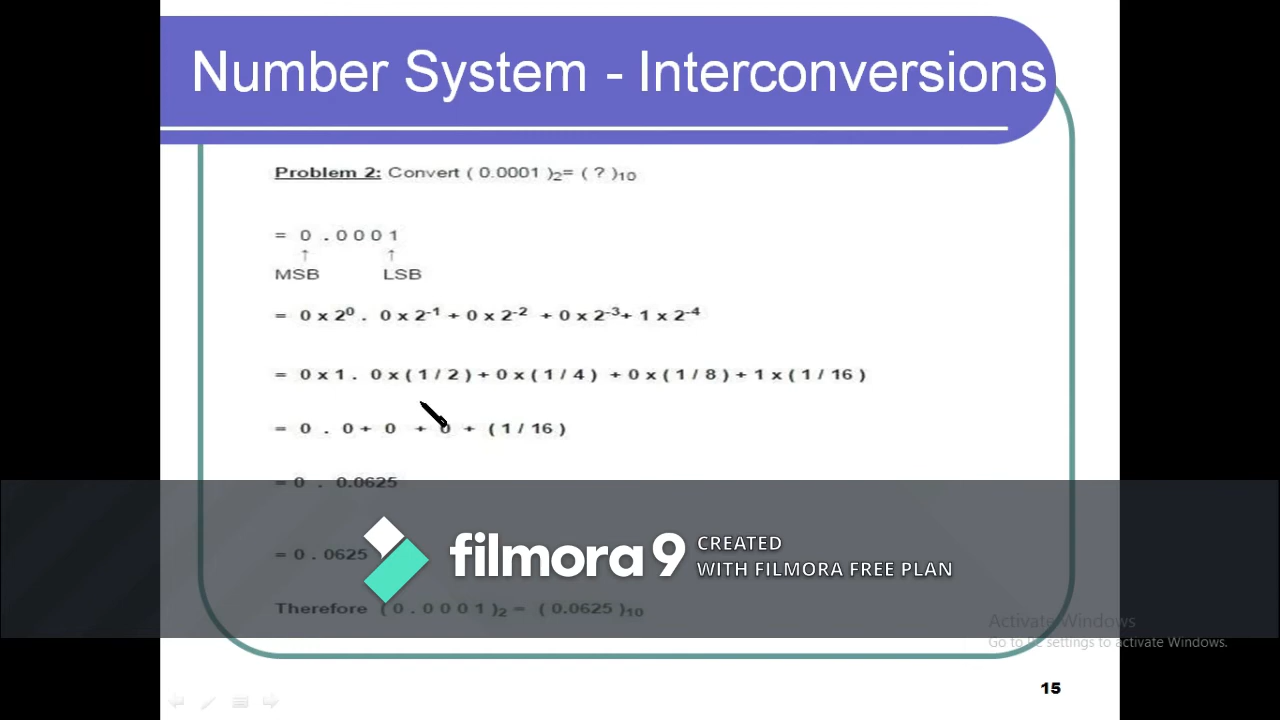 Number System - Interconversions
Problem 2: Convert ( 0.0001 )2= ( ? )10
= 0 . 0 0 0 1
↑ ↑
MSB LSB
= 0 x 2⁰ . 0 x 2⁻¹ + 0 x 2⁻² + 0 x 2⁻³+ 1 x 2⁻⁴
= 0 x 1 . 0 x ( 1 / 2 ) + 0 x ( 1 / 4 ) + 0 x ( 1 / 8 ) + 1 x ( 1 / 16 )
= 0 . 0 + 0 + 0 + ( 1 / 16 )
= 0 . 0.0625
= 0 . 0625
filmora 9 CREATED
WITH FILMORA FREE PLAN
Therefore ( 0 . 0 0 0 1 )2 = ( 0.0625 )10
Activate Windows
Go to PC settings to activate Windows.
15